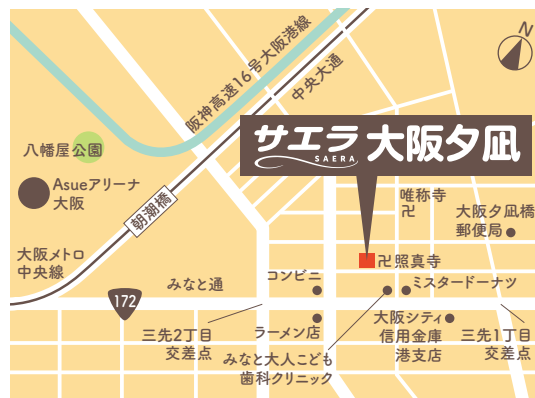 阪神高速16号大阪港線
中央大通
N
サエラ
SAERA
大阪夕凪
八幡屋公園
Asueアリーナ
大阪
朝潮橋
大阪メトロ
中央線
唯称寺
卍
大阪夕凪橋
郵便局
卍照真寺
みなと通
コンビニ
ミスタードーナツ
172
三先2丁目
交差点
ラーメン店
大阪シティ
信用金庫
港支店
三先1丁目
交差点
みなと大人こども
歯科クリニック